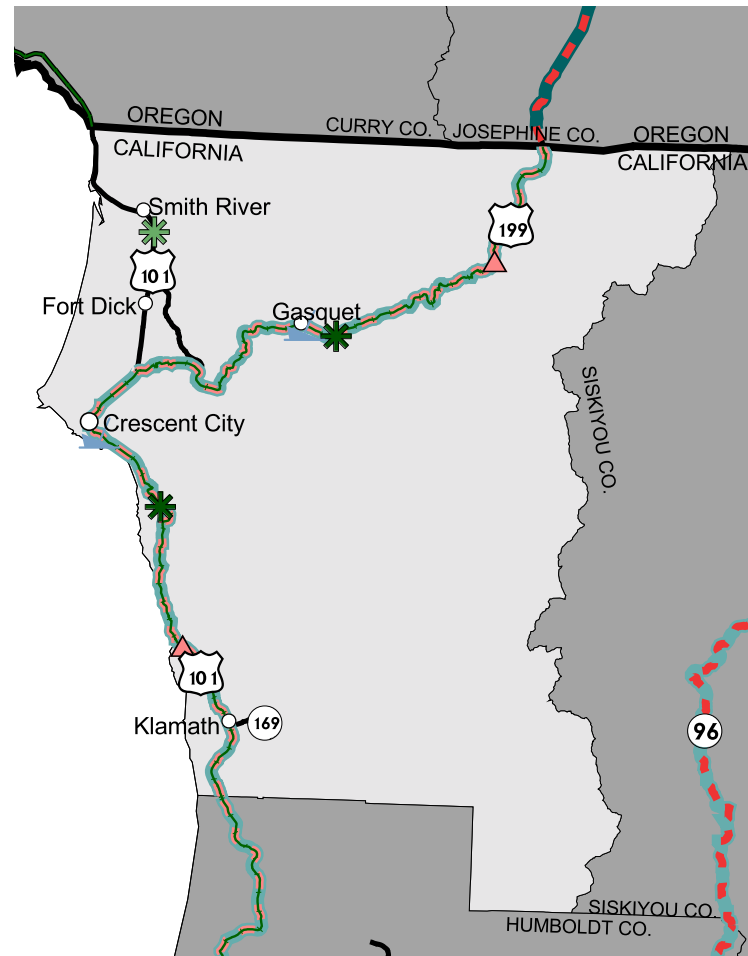 OREGON
CURRY CO.
JOSEPHINE CO.
OREGON
CALIFORNIA
CALIFORNIA
Smith River
199
101
Fort Dick
Gasquet
SISKIYOU CO.
Crescent City
101
Klamath
169
96
SISKIYOU CO.
HUMBOLDT CO.